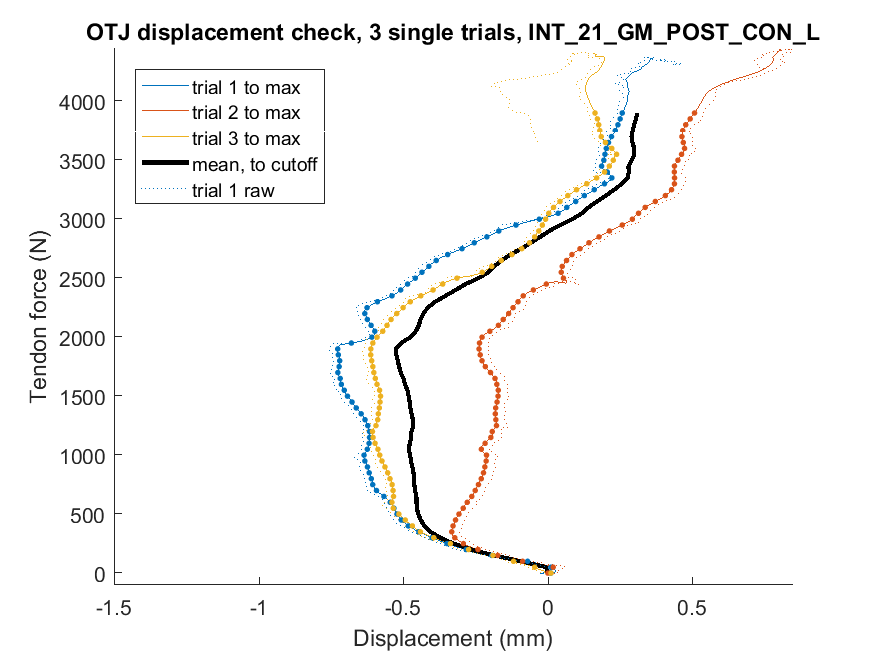 OTJ displacement check, 3 single trials, INT_21_GM_POST_CON_L
trial 1 to max
trial 2 to max
trial 3 to max
mean, to cutoff
trial 1 raw
4000
3500
3000
2500
2000
1500
1000
500
0
Tendon force (N)
-1.5
-1
-0.5
0
0.5
Displacement (mm)